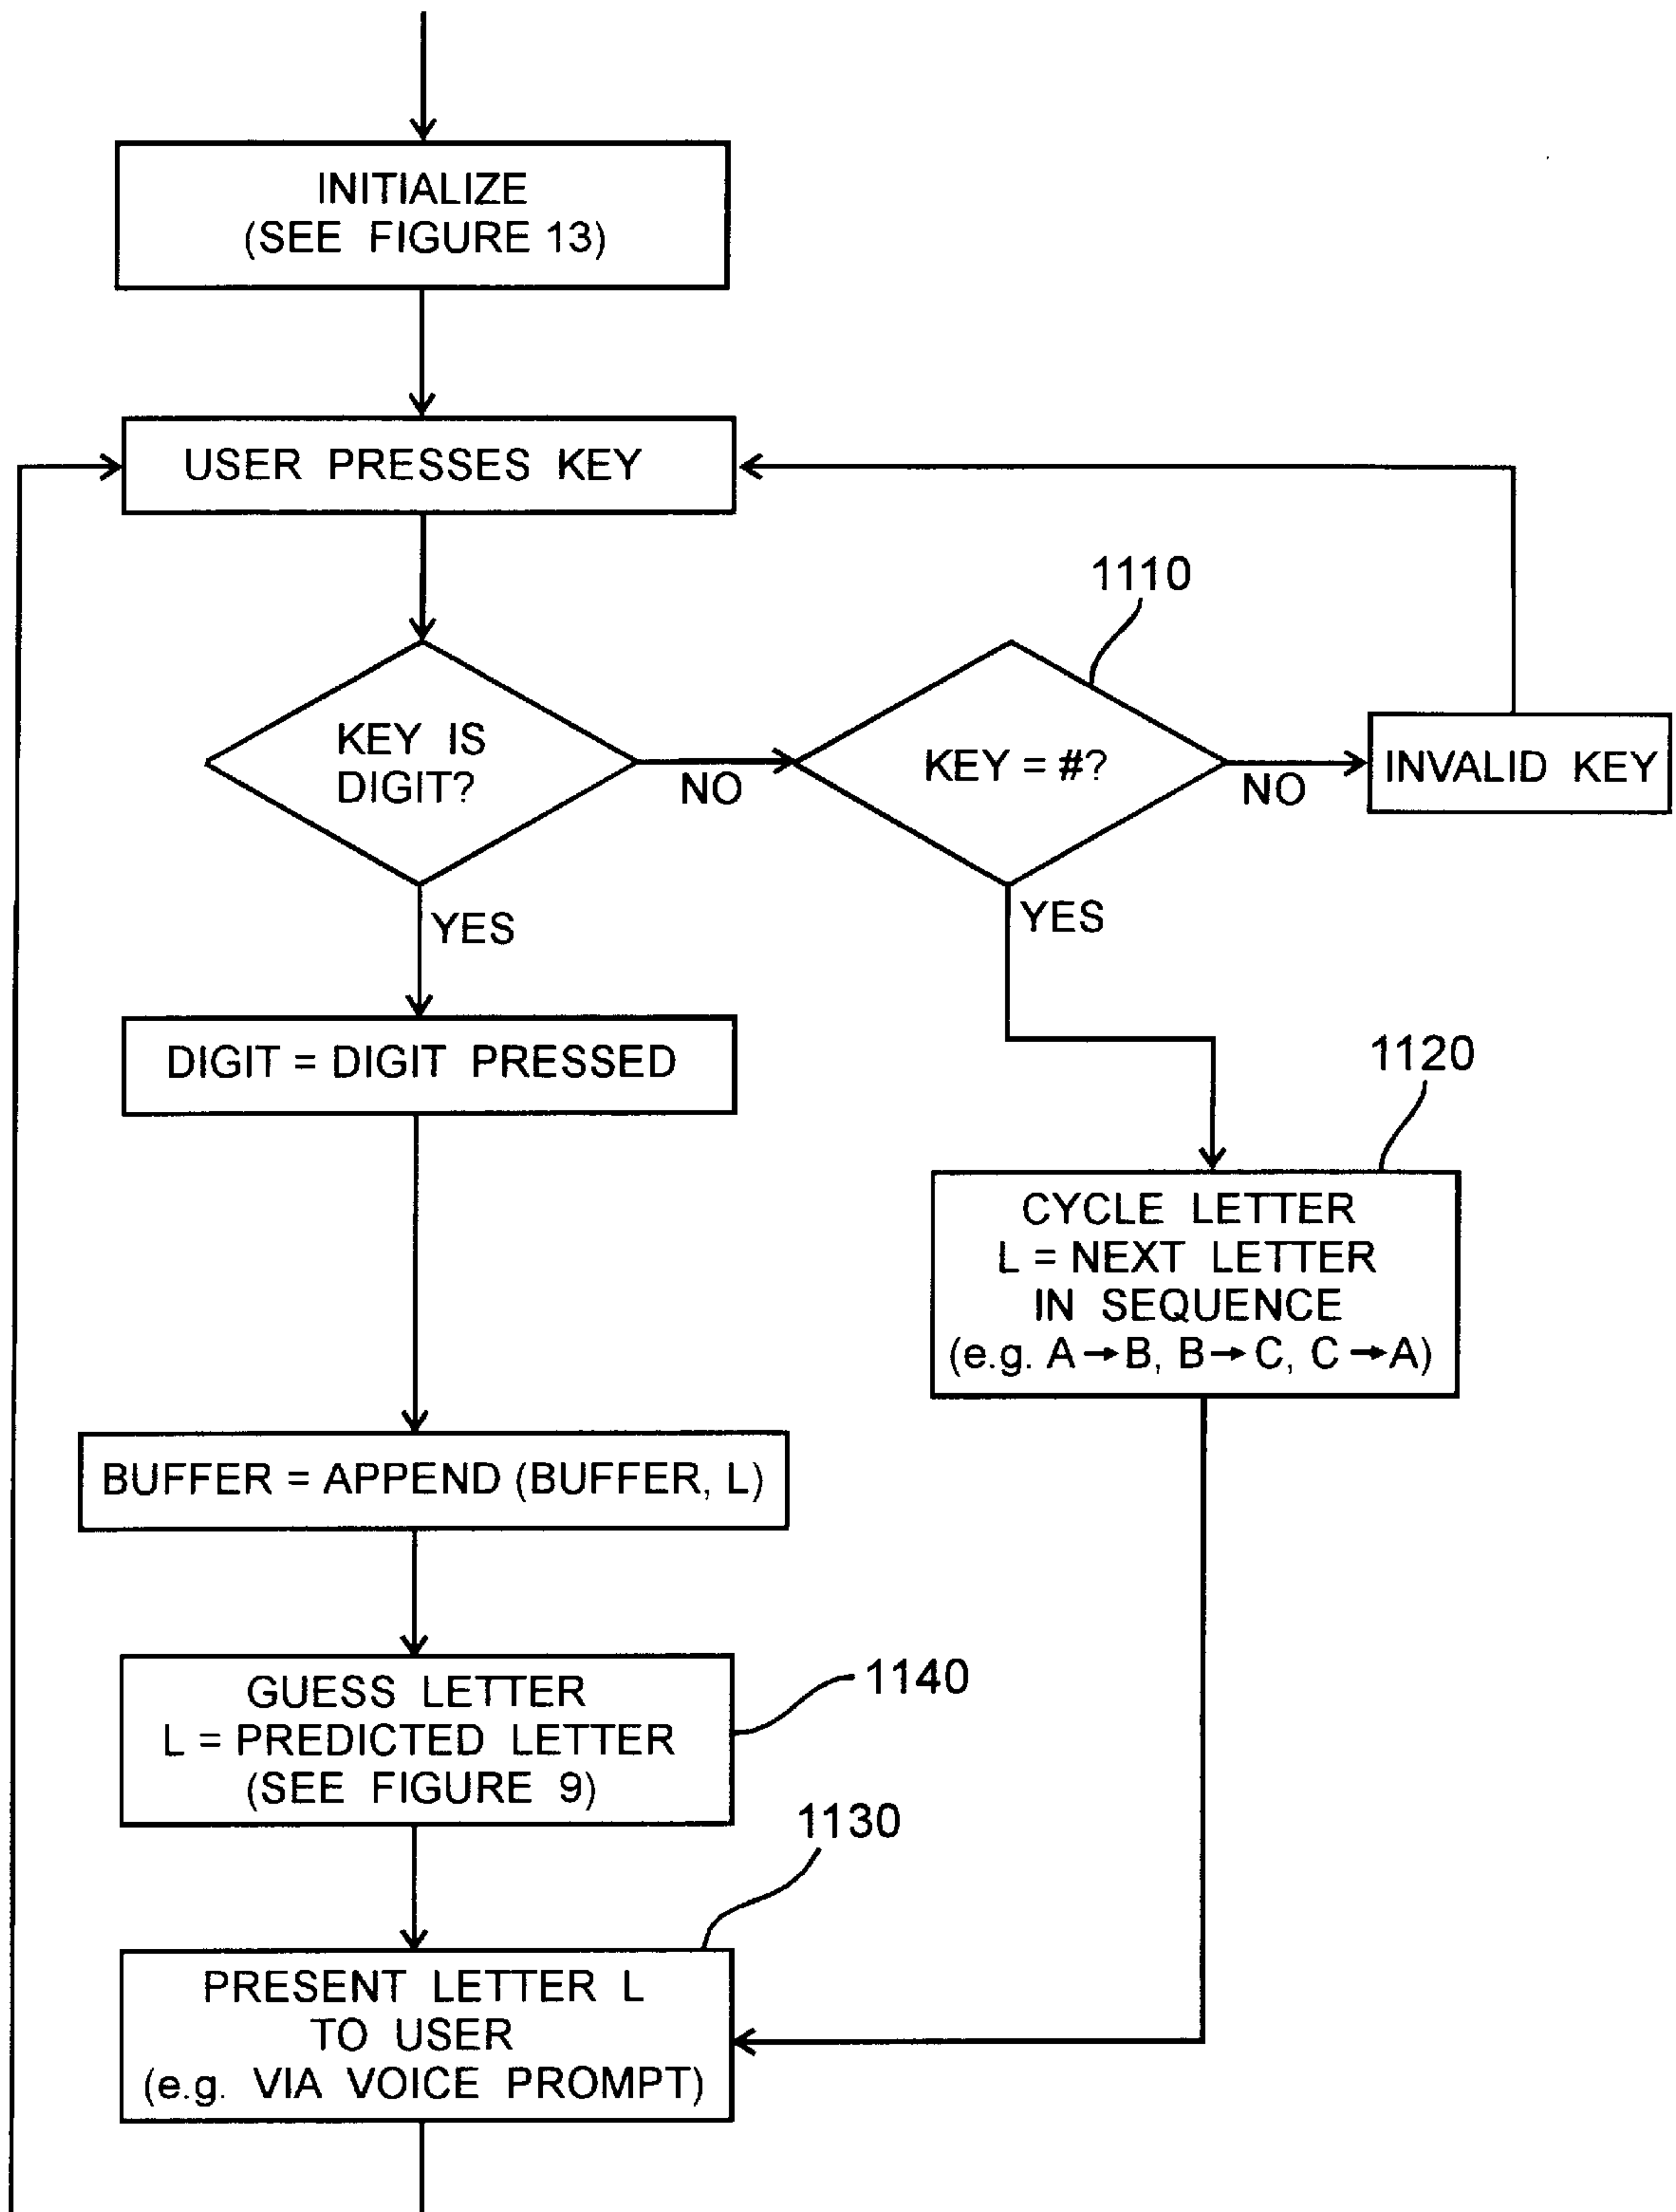 INITIALIZE
(SEE FIGURE 13)
USER PRESSES KEY
1110
KEY IS
DIGIT?
NO
KEY = #?
NO
INVALID KEY
YES
YES
DIGIT = DIGIT PRESSED
1120
CYCLE LETTER
L = NEXT LETTER
IN SEQUENCE
(e.g. A→B, B→C, C→A)
BUFFER = APPEND (BUFFER, L)
GUESS LETTER
L = PREDICTED LETTER
(SEE FIGURE 9)
1140
1130
PRESENT LETTER L
TO USER
(e.g. VIA VOICE PROMPT)